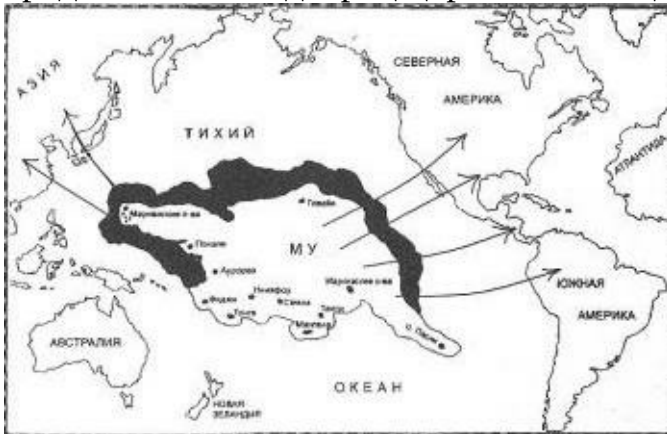 АЗИЯ
СЕВЕРНАЯ
АМЕРИКА
ТИХИЙ
АТЛАНТИДА
Марианские о-ва
Гавайи
МУ
Понапе
Маркизские о-ва
Фиджи
Самоа
Тонга
Мангаиа
о. Пасхи
ЮЖНАЯ
АМЕРИКА
АВСТРАЛИЯ
ОКЕАН
НОВАЯ
ЗЕЛАНДИЯ